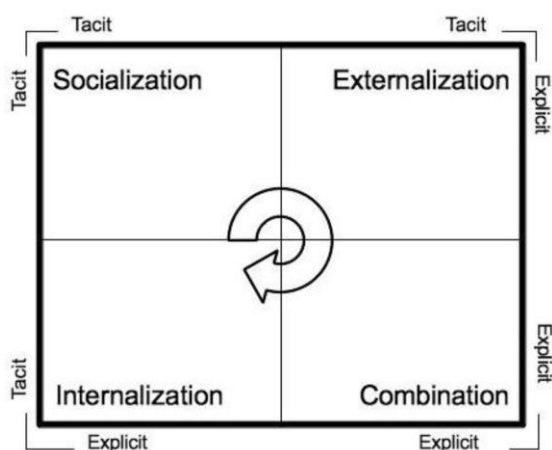 Tacit Tacit
Tacit Explicit
Socialization Externalization
Tacit Explicit
Internalization Combination
Explicit Explicit